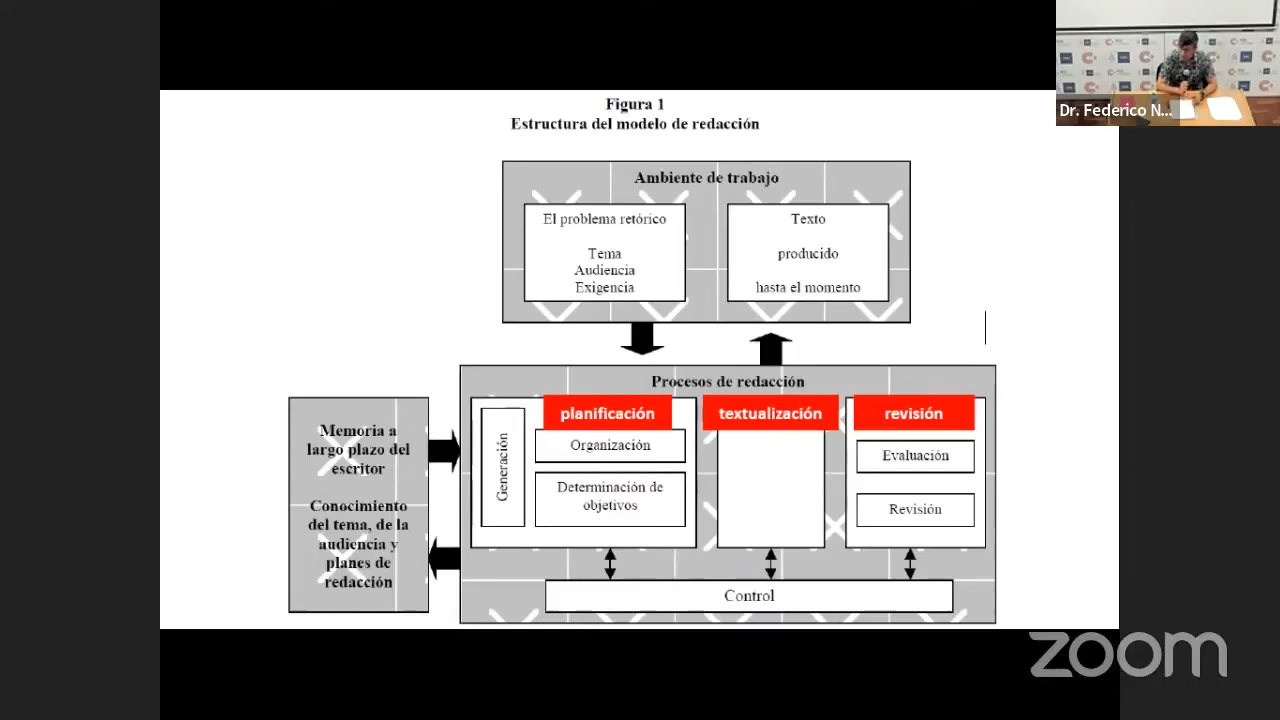 Figura 1
Estructura del modelo de redacción
Ambiente de trabajo
El problema retórico
Tema
Audiencia
Exigencia
Texto
producido
hasta el momento
Procesos de redacción
planificación
Generación
Organización
Determinación de
objetivos
textualización
revisión
Evaluación
Revisión
Control
Memoria a
largo plazo del
escritor
Conocimiento
del tema, de la
audiencia y
planes de
redacción
Dr. Federico N...
zoom